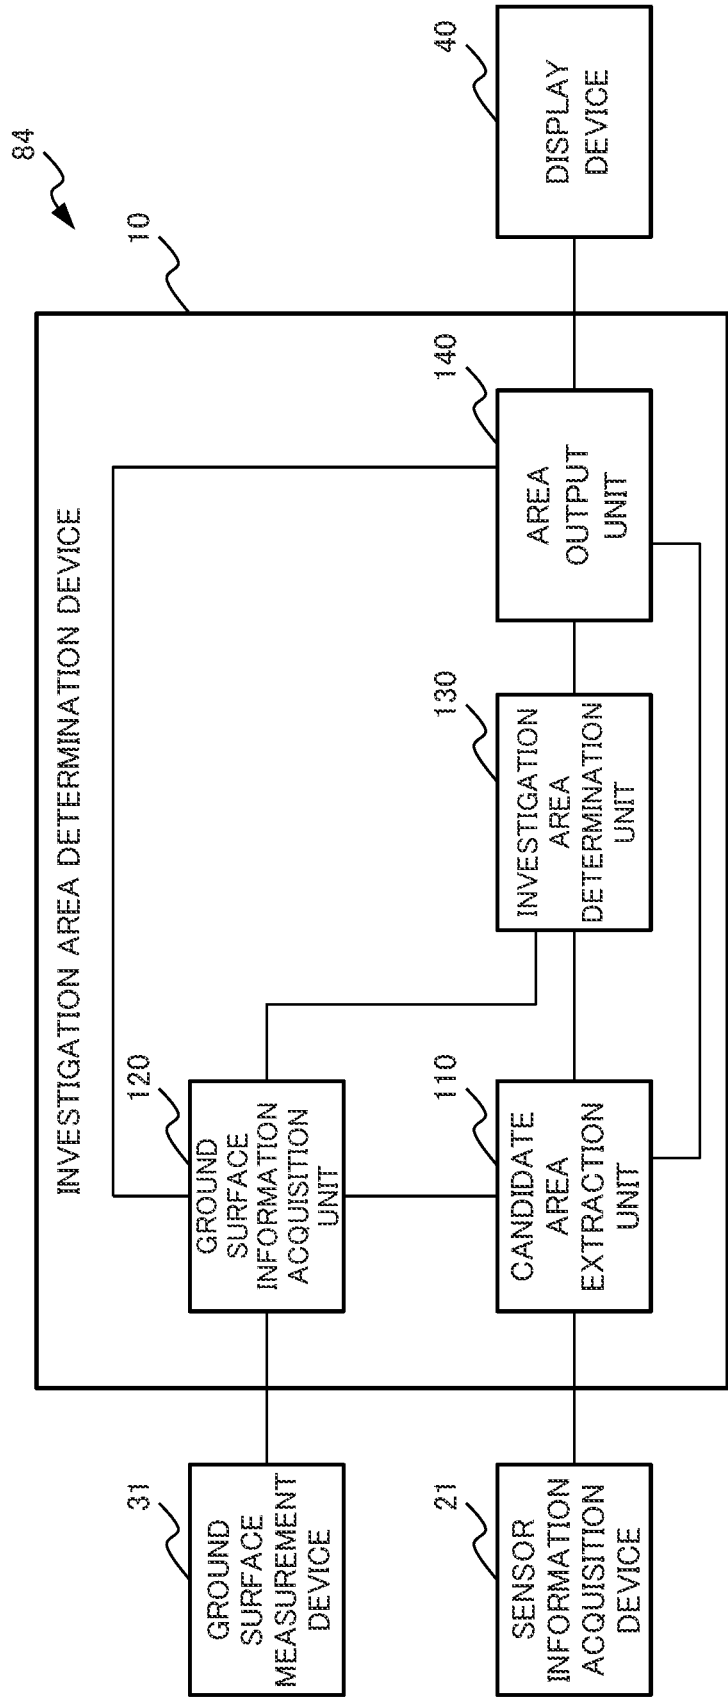 84
10
INVESTIGATION AREA DETERMINATION DEVICE
31
GROUND
SURFACE
MEASUREMENT
DEVICE
120
GROUND
SURFACE
INFORMATION
ACQUISITION
UNIT
21
SENSOR
INFORMATION
ACQUISITION
DEVICE
110
CANDIDATE
AREA
EXTRACTION
UNIT
130
INVESTIGATION
AREA
DETERMINATION
UNIT
140
AREA
OUTPUT
UNIT
40
DISPLAY
DEVICE